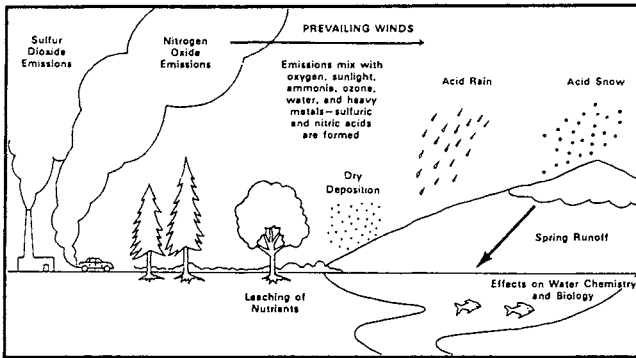 Sulfur
Dioxide
Emissions
Nitrogen
Oxide
Emissions
PREVAILING WINDS
Emissions mix with
oxygen, sunlight,
ammonia, ozone,
water, and heavy
metals—sulfuric
and nitric acids
are formed
Acid Rain
Acid Snow
Dry
Deposition
Spring Runoff
Leaching of
Nutrients
Effects on Water Chemistry
and Biology